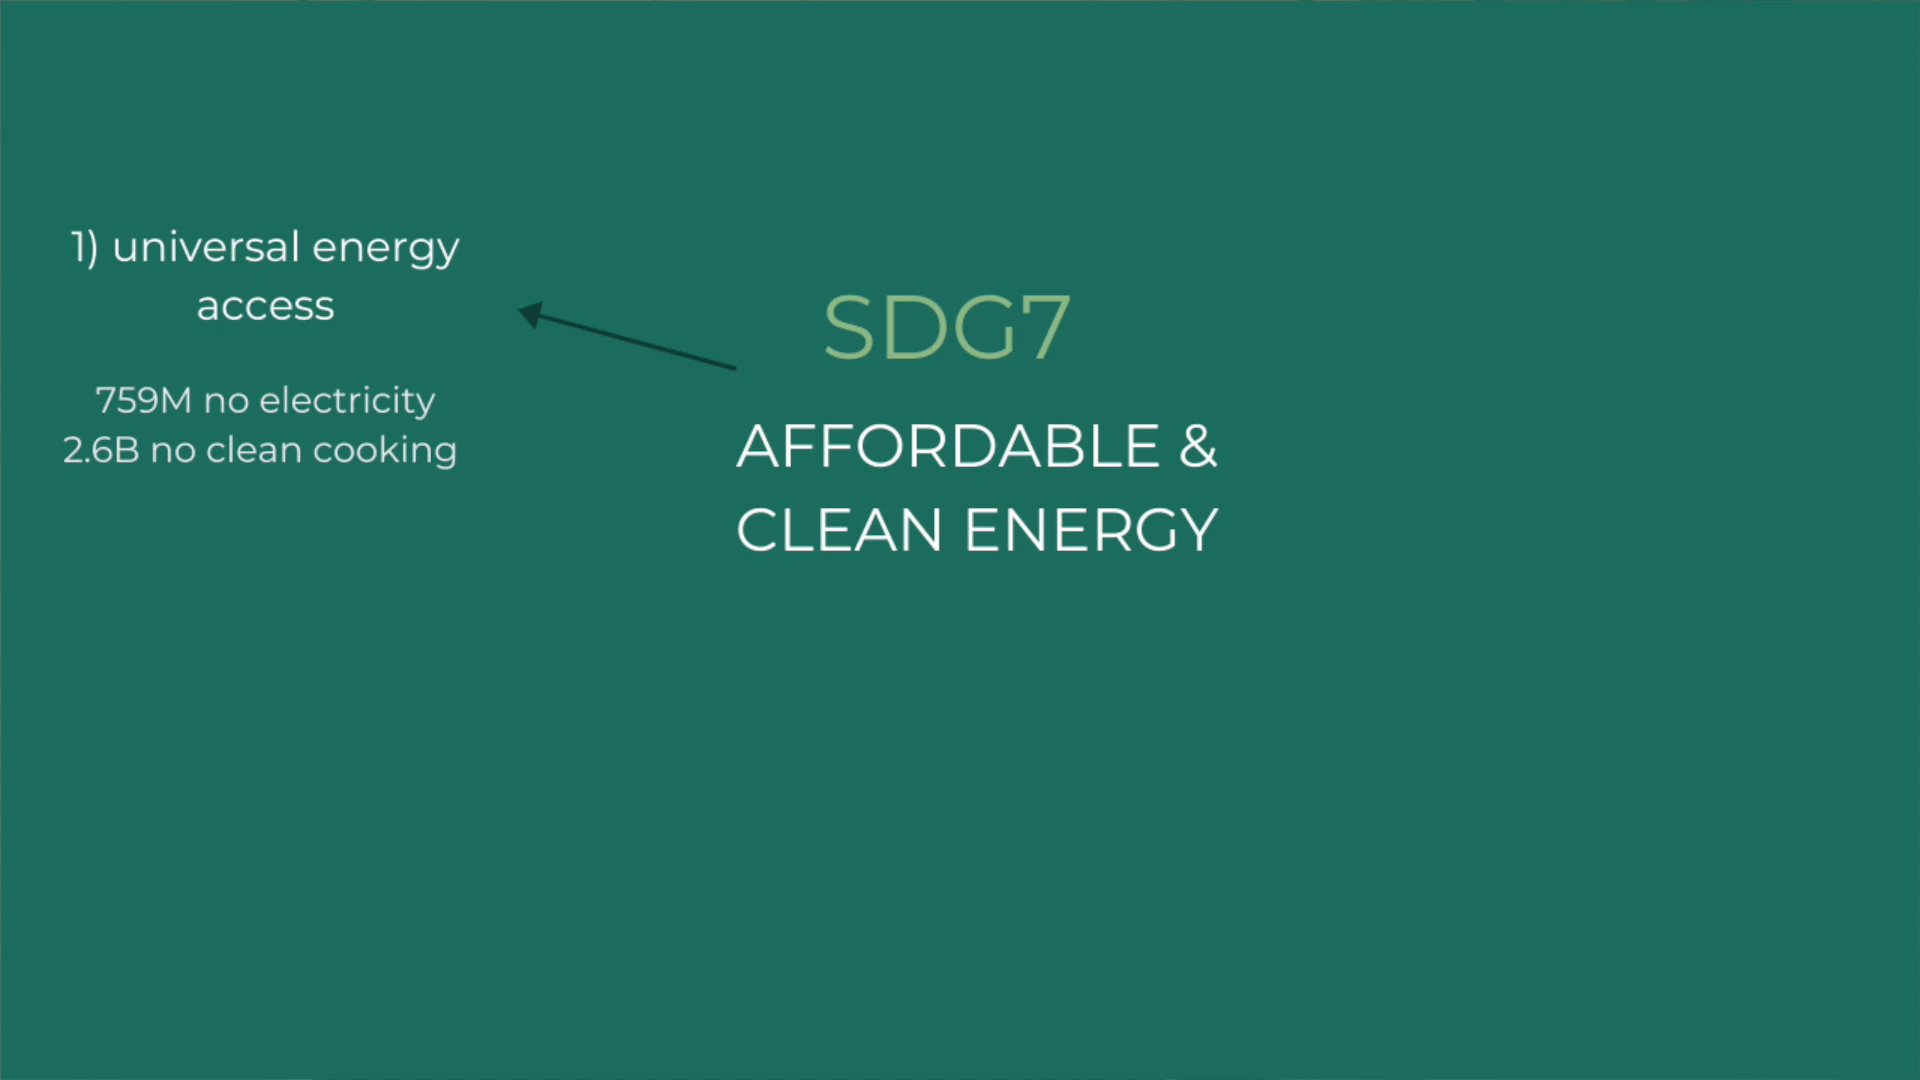 1) universal energy
access
759M no electricity
2.6B no clean cooking
SDG7
AFFORDABLE &
CLEAN ENERGY